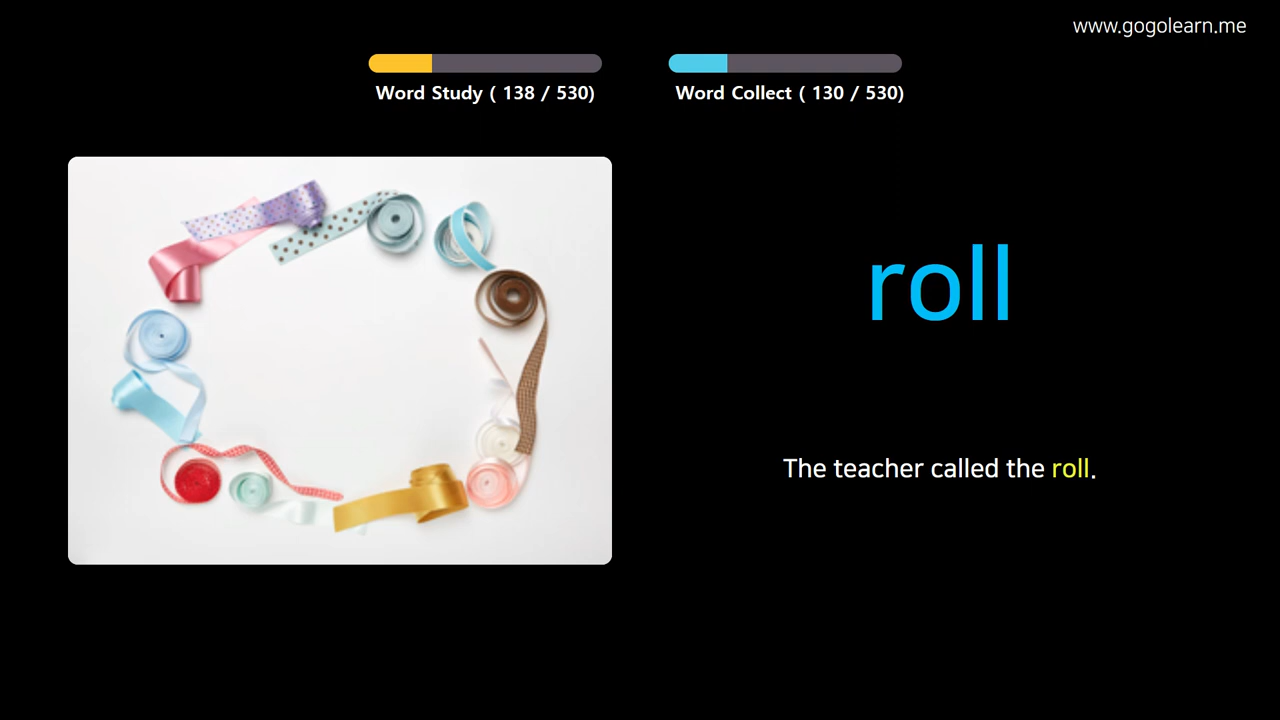 www.gogolearn.me
Word Study ( 138 / 530)
Word Collect ( 130 / 530)
roll
The teacher called the roll.